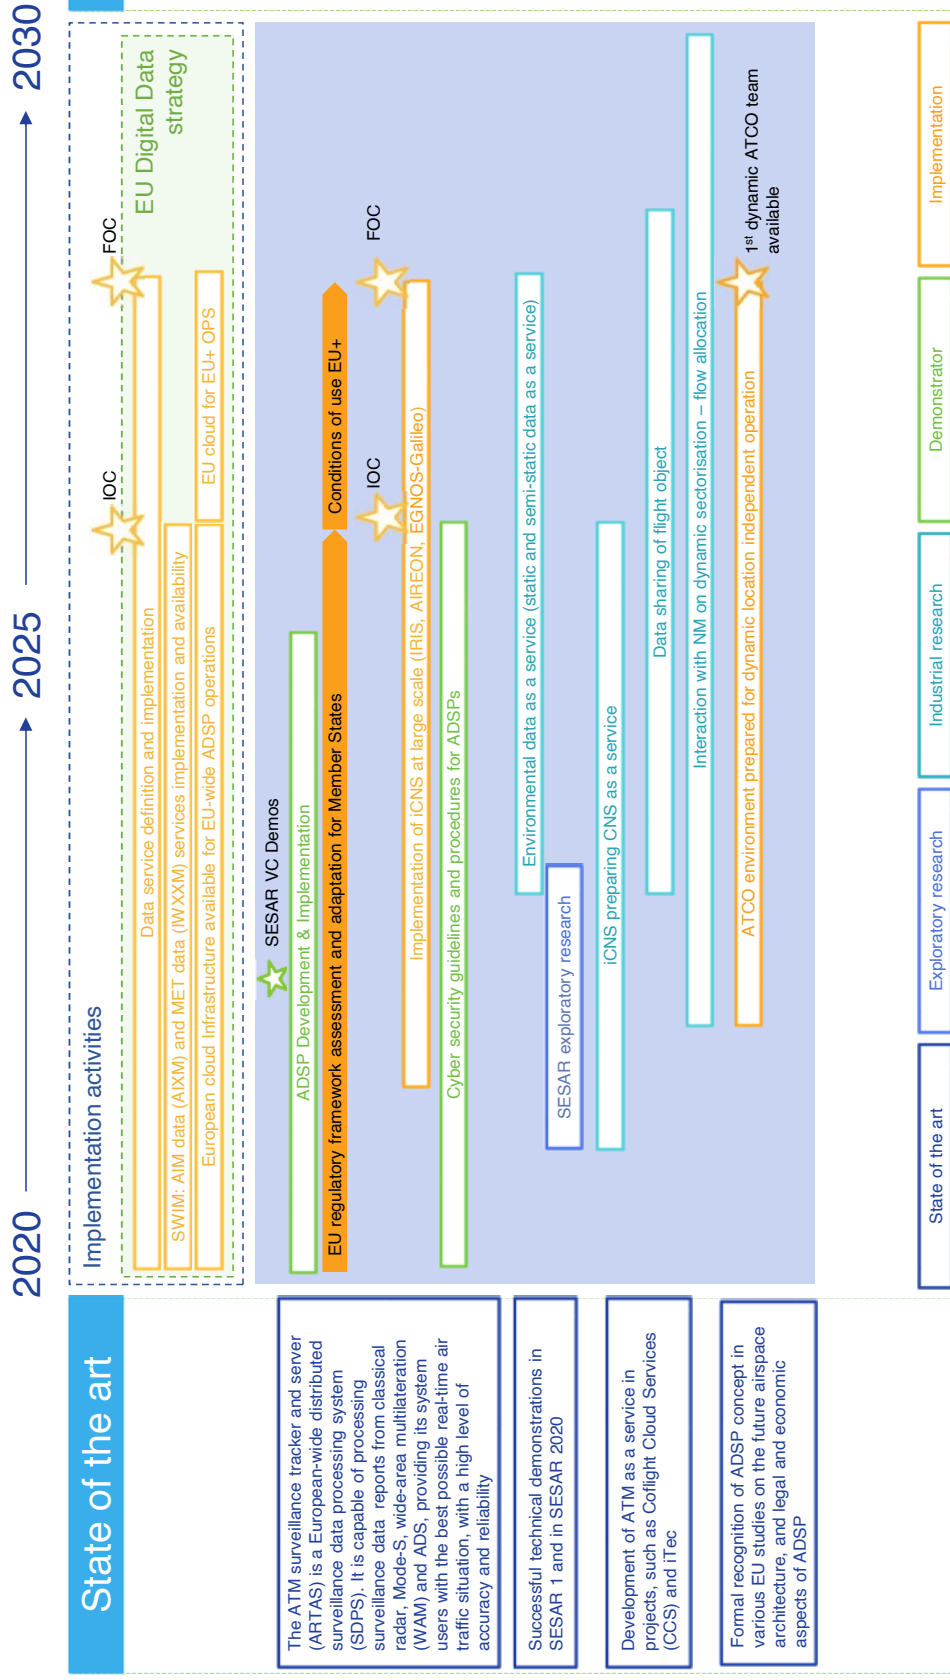 2020
2025
2030
State of the art
Implementation activities
EU Digital Data
strategy
IOC
FOC
Data service definition and implementation
SWIM: AIM data (AIXM) and MET data (IWXXM) services implementation and availability
European cloud Infrastructure available for EU-wide ADSP operations
EU cloud for EU+ OPS
SESAR VC Demos
ADSP Development & Implementation
EU regulatory framework assessment and adaptation for Member States
Conditions of use EU+
IOC
FOC
Implementation of iCNS at large scale (IRIS, AIREON, EGNOS-Galileo)
Cyber security guidelines and procedures for ADSPs
Environmental data as a service (static and semi-static data as a service)
SESAR exploratory research
iCNS preparing CNS as a service
Data sharing of flight object
Interaction with NM on dynamic sectorisation – flow allocation
ATCO environment prepared for dynamic location independent operation
1st dynamic ATCO team
available
The ATM surveillance tracker and server
(ARTAS) is a European-wide distributed
surveillance data processing system
(SDPS). It is capable of processing
surveillance data reports from classical
radar, Mode-S, wide-area multilateration
(WAM) and ADS, providing its system
users with the best possible real-time air
traffic situation, with a high level of
accuracy and reliability
Successful technical demonstrations in
SESAR 1 and in SESAR 2020
Development of ATM as a service in
projects, such as Coflight Cloud Services
(CCS) and iTec
Formal recognition of ADSP concept in
various EU studies on the future airspace
architecture, and legal and economic
aspects of ADSP
State of the art
Exploratory research
Industrial research
Demonstrator
Implementation